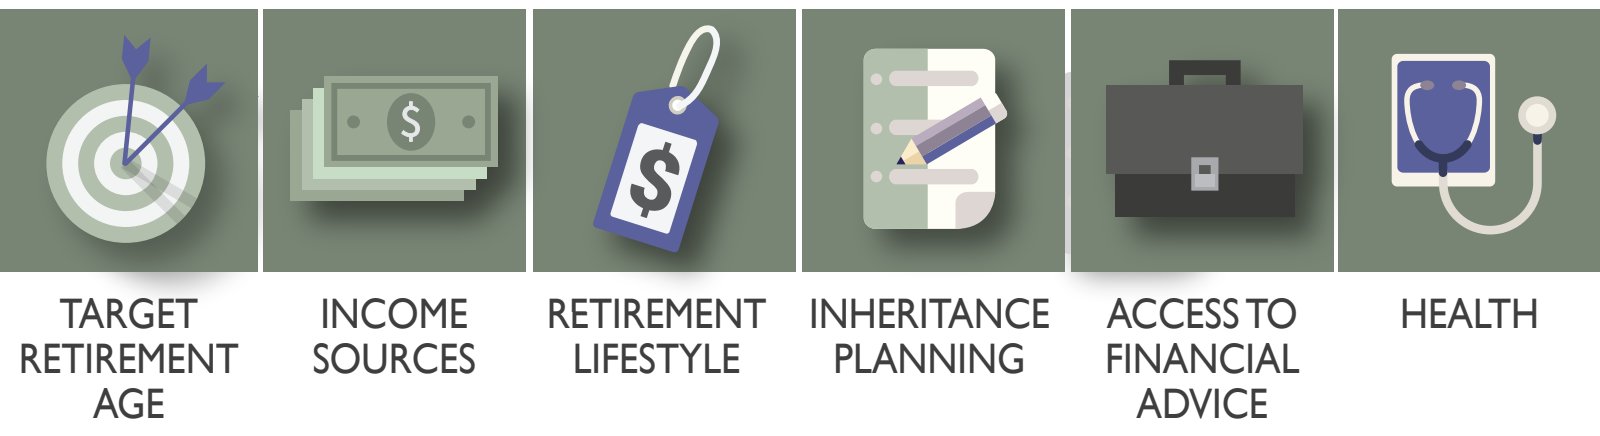 $
$
TARGET
RETIREMENT
AGE
INCOME
SOURCES
RETIREMENT
LIFESTYLE
INHERITANCE
PLANNING
ACCESS TO
FINANCIAL
ADVICE
HEALTH